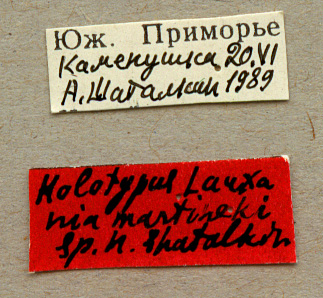 Юж. Приморье
Каменушка 20.VI
А.Шаталкин 1989
Holotypus Lauxa
nia martineki
sp. n. Shatalkin